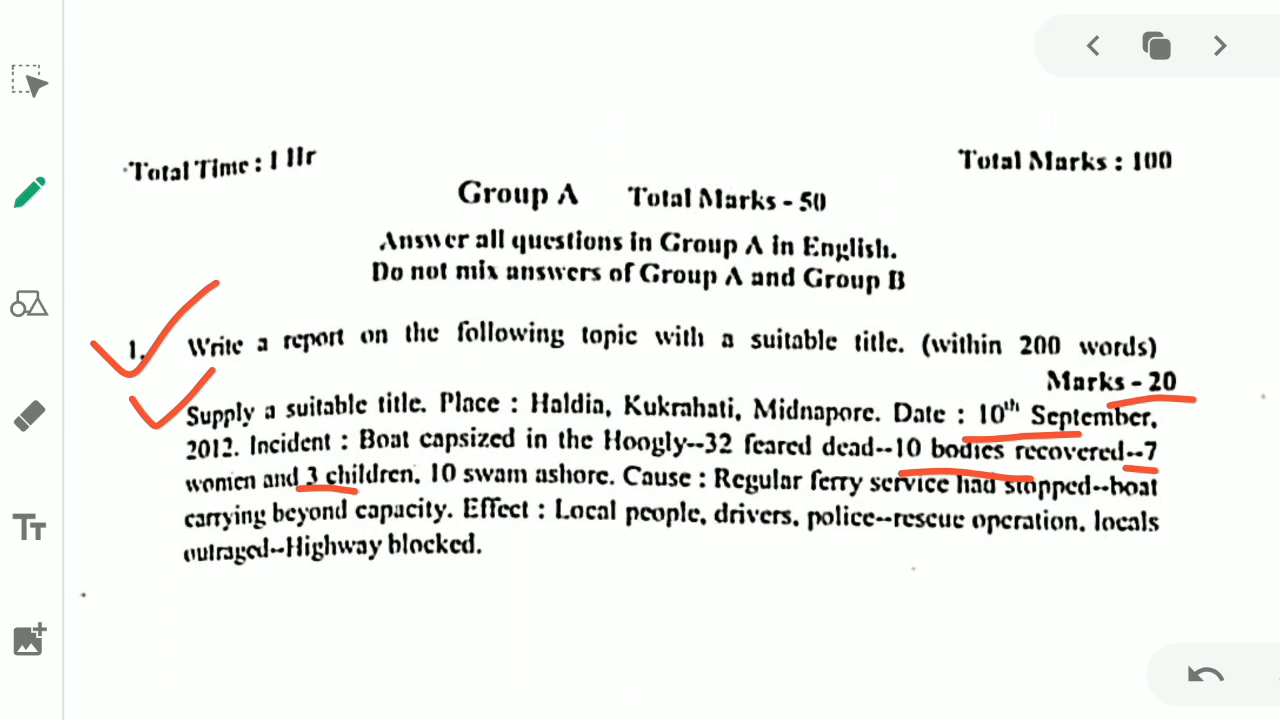 Total Time : 1 Hr
Total Marks : 100
Group A Total Marks - 50
Answer all questions in Group A in English.
Do not mix answers of Group A and Group B
1. Write a report on the following topic with a suitable title. (within 200 words)
Marks - 20
Supply a suitable title. Place : Haldia, Kukrahati, Midnapore. Date : 10th September,
2012. Incident : Boat capsized in the Hoogly--32 feared dead--10 bodies recovered--7
women and 3 children. 10 swam ashore. Cause : Regular ferry service had stopped--boat
carrying beyond capacity. Effect : Local people, drivers, police--rescue operation, locals
outraged--Highway blocked.
TT